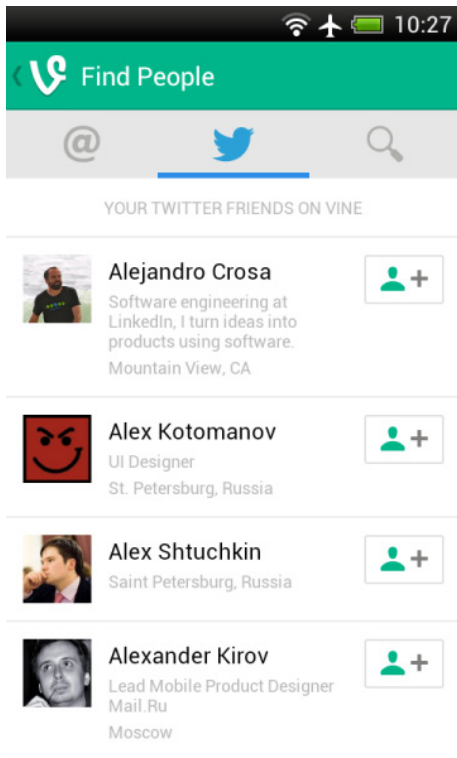 10:27
Find People
@
YOUR TWITTER FRIENDS ON VINE
Alejandro Crosa
Software engineering at
LinkedIn, I turn ideas into
products using software.
Mountain View, CA
Alex Kotomanov
UI Designer
St. Petersburg, Russia
Alex Shtuchkin
Saint Petersburg, Russia
Alexander Kirov
Lead Mobile Product Designer
Mail.Ru
Moscow